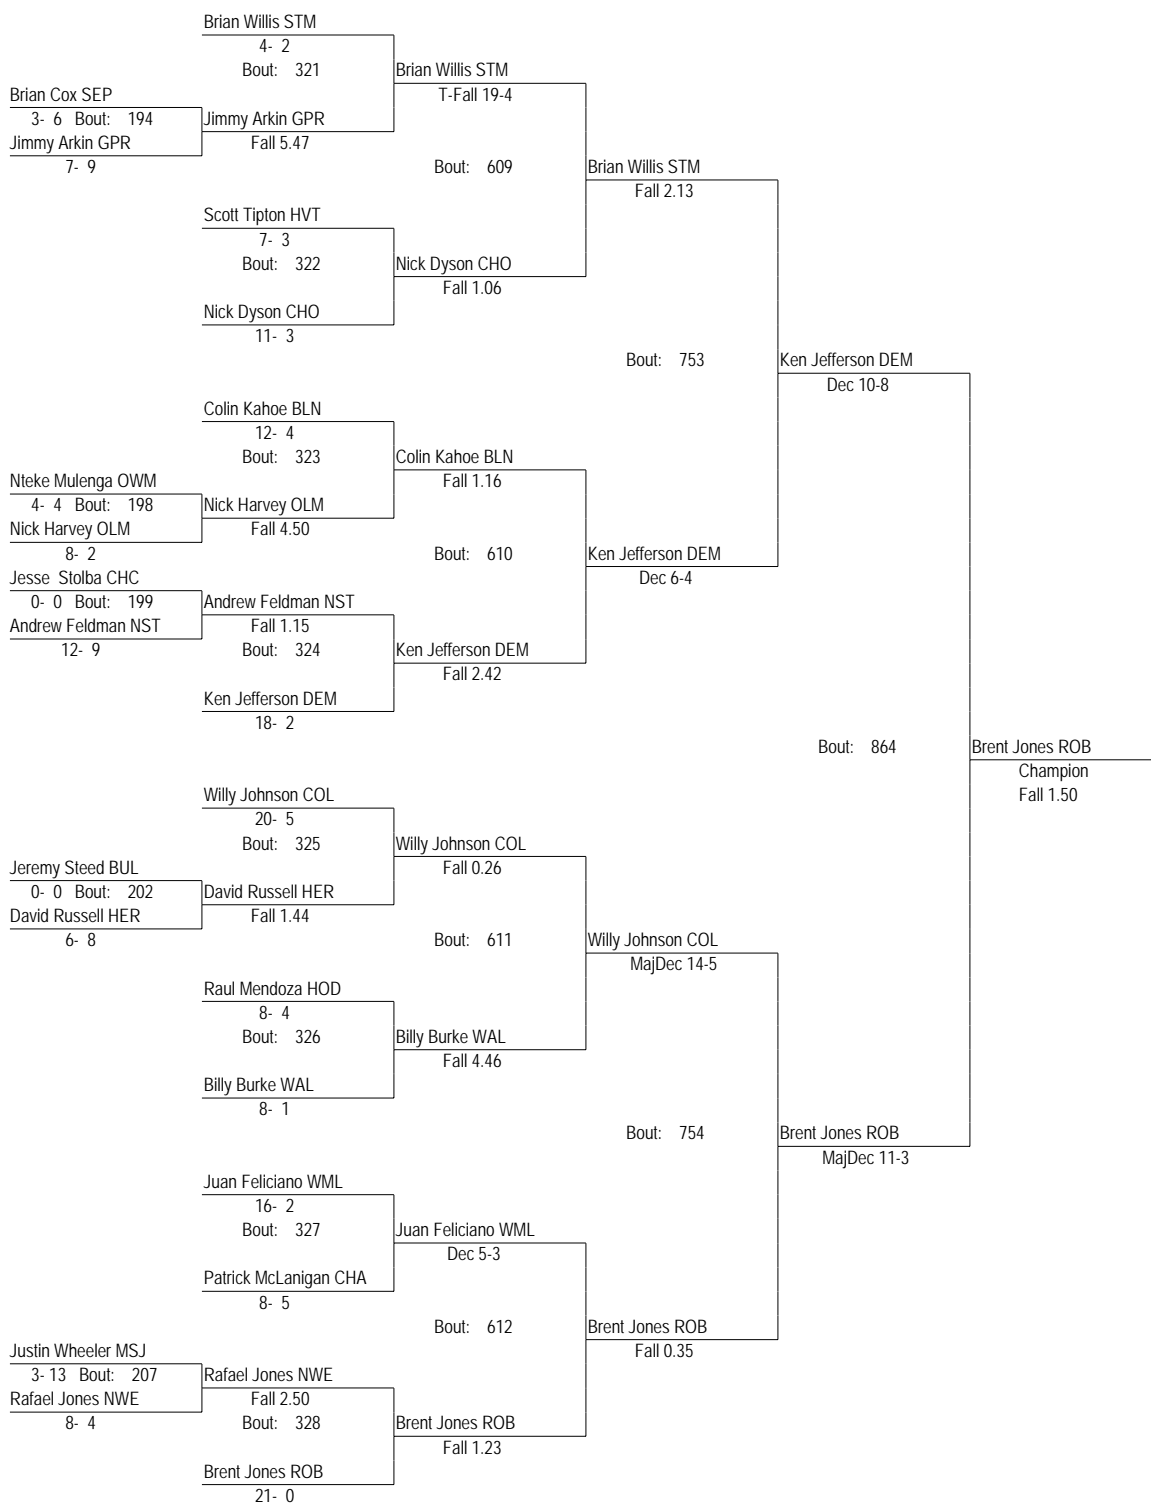 Brian Willis STM
4- 2
Bout: 321
Brian Willis STM
T-Fall 19-4
Brian Cox SEP
3- 6 Bout: 194
Jimmy Arkin GPR
Fall 5.47
Jimmy Arkin GPR
7- 9
Bout: 609
Brian Willis STM
Fall 2.13
Scott Tipton HVT
7- 3
Bout: 322
Nick Dyson CHO
Fall 1.06
Nick Dyson CHO
11- 3
Bout: 753
Ken Jefferson DEM
Dec 10-8
Colin Kahoe BLN
12- 4
Bout: 323
Colin Kahoe BLN
Fall 1.16
Nteke Mulenga OWM
4- 4 Bout: 198
Nick Harvey OLM
Fall 4.50
Nick Harvey OLM
8- 2
Bout: 610
Ken Jefferson DEM
Dec 6-4
Jesse Stolba CHC
0- 0 Bout: 199
Andrew Feldman NST
Fall 1.15
Andrew Feldman NST
12- 9
Bout: 324
Ken Jefferson DEM
Fall 2.42
Ken Jefferson DEM
18- 2
Bout: 864
Brent Jones ROB
Champion
Fall 1.50
Willy Johnson COL
20- 5
Bout: 325
Willy Johnson COL
Fall 0.26
Jeremy Steed BUL
0- 0 Bout: 202
David Russell HER
Fall 1.44
David Russell HER
6- 8
Bout: 611
Willy Johnson COL
MajDec 14-5
Raul Mendoza HOD
8- 4
Bout: 326
Billy Burke WAL
Fall 4.46
Billy Burke WAL
8- 1
Bout: 754
Brent Jones ROB
MajDec 11-3
Juan Feliciano WML
16- 2
Bout: 327
Juan Feliciano WML
Dec 5-3
Patrick McLanigan CHA
8- 5
Bout: 612
Brent Jones ROB
Fall 0.35
Justin Wheeler MSJ
3- 13 Bout: 207
Rafael Jones NWE
Fall 2.50
Rafael Jones NWE
8- 4
Bout: 328
Brent Jones ROB
Fall 1.23
Brent Jones ROB
21- 0